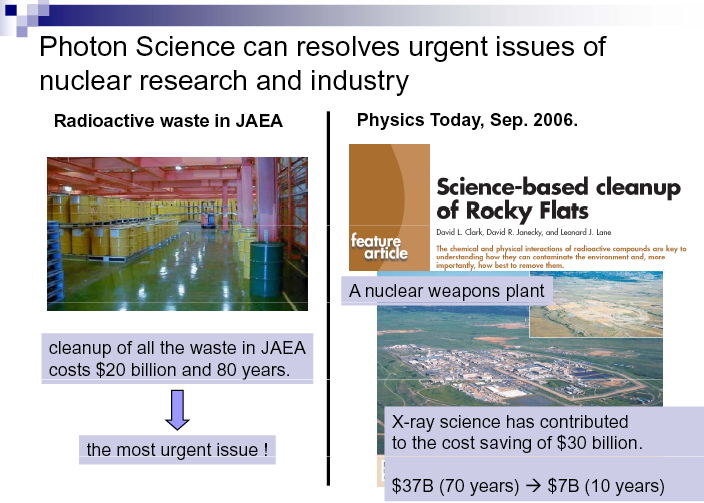 Photon Science can resolves urgent issues of
nuclear research and industry
Radioactive waste in JAEA
cleanup of all the waste in JAEA
costs $20 billion and 80 years.
the most urgent issue !
Physics Today, Sep. 2006.
feature
article
Science-based cleanup
of Rocky Flats
David L. Clark, David R. Janecky, and Leonard J. Lane
The chemical and physical interactions of radioactive compounds are key to
understanding how they can contaminate the environment and, more
importantly, how best to remove them.
A nuclear weapons plant
X-ray science has contributed
to the cost saving of $30 billion.
$37B (70 years) → $7B (10 years)